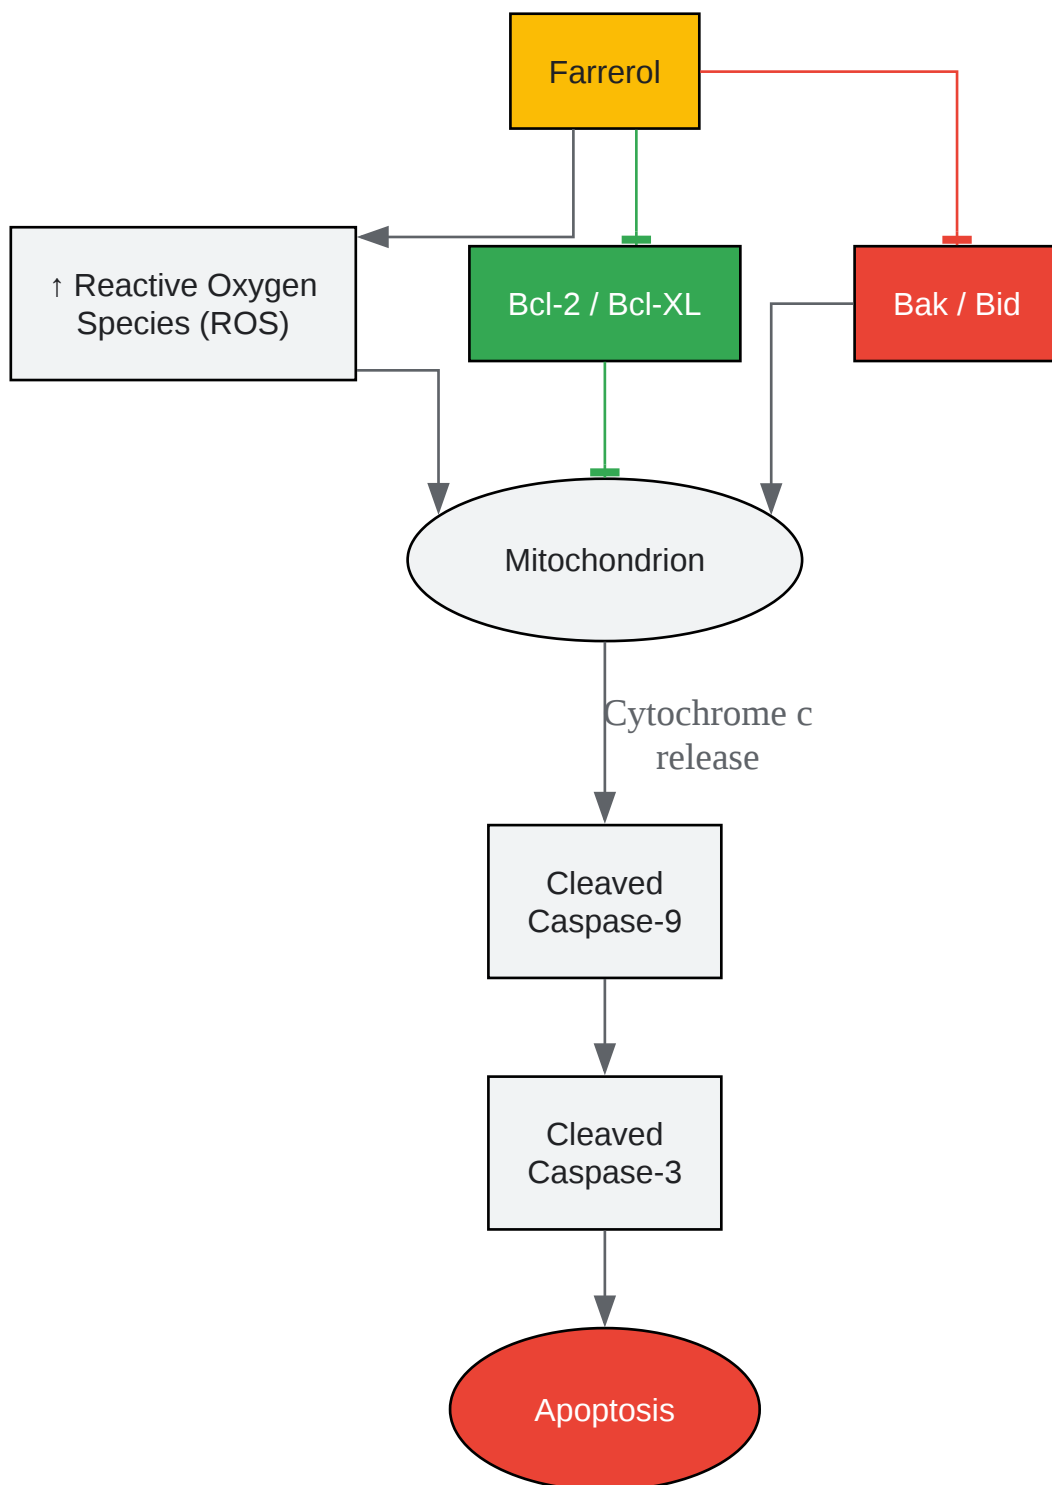 Farrerol
↑ Reactive Oxygen
Species (ROS)
Bcl-2 / Bcl-XL
Bak / Bid
Mitochondrion
Cytochrome c
release
Cleaved
Caspase-9
Cleaved
Caspase-3
Apoptosis